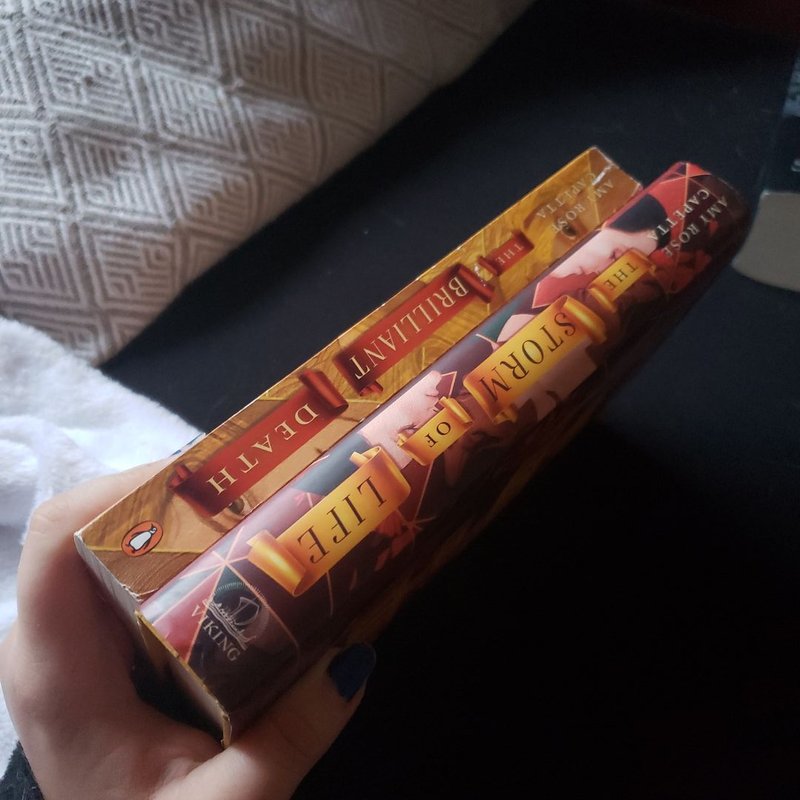 AMY ROSE
CAPETTA
THE
BRILLIANT
DEATH
AMY ROSE
CAPETTA
THE
STORM
OF
LIFE
VIKING